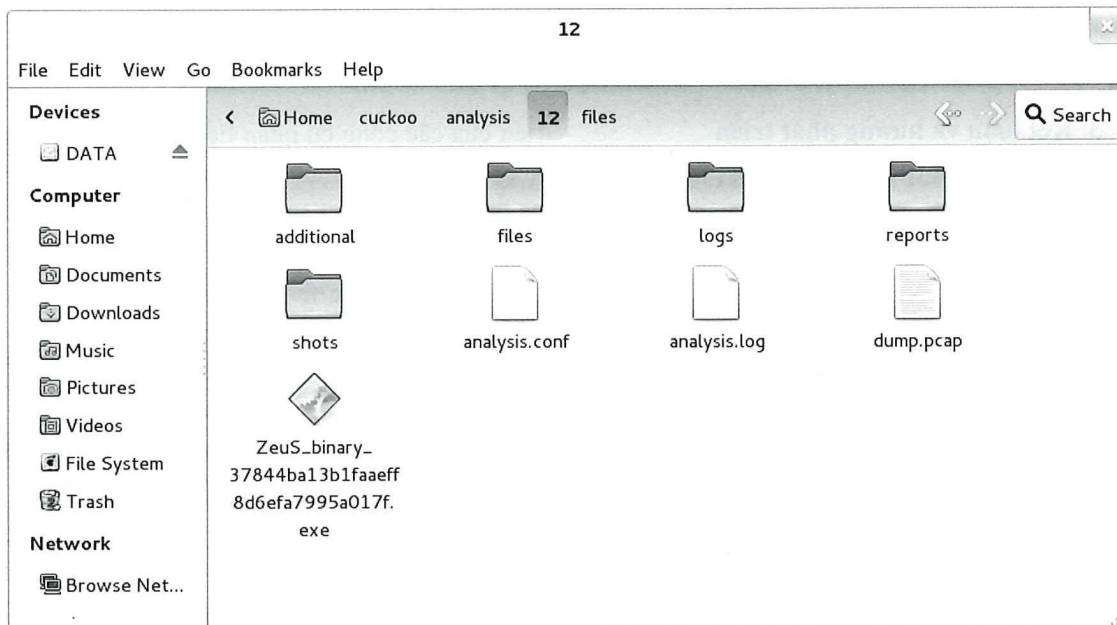 12
File Edit View Go Bookmarks Help
Devices
DATA
Computer
Home
Documents
Downloads
Music
Pictures
Videos
File System
Trash
Network
Browse Net...
Home cuckoo analysis 12 files
Search
additional
files
logs
reports
shots
analysis.conf
analysis.log
dump.pcap
ZeuS_binary_
37844ba13b1faaeff
8d6efa7995a017f.
exe